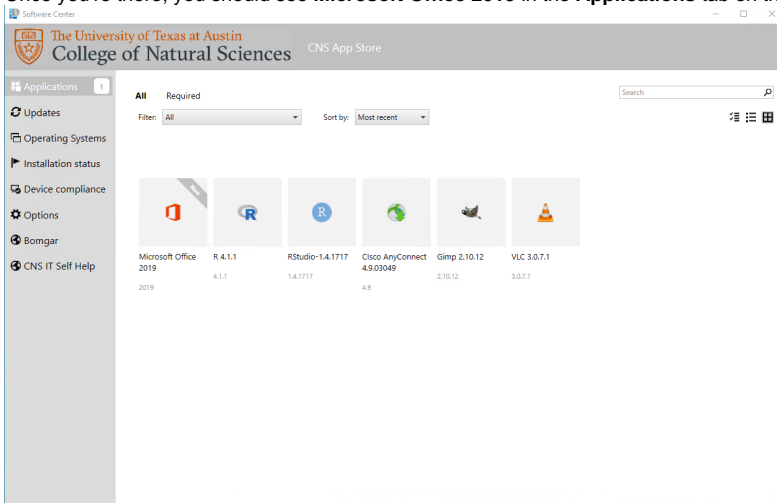 Once you're there, you should see Microsoft Office 2019 in the Applications tab on th
Software Center
The University of Texas at Austin
College of Natural Sciences
CNS App Store
Applications 1
Updates
Operating Systems
Installation status
Device compliance
Options
Bomgar
CNS IT Self Help
All Required
Search
Filter: All Sort by: Most recent
New
R
R
Microsoft Office 2019
2019
R 4.1.1
4.1.1
RStudio-1.4.1717
1.4.1717
Cisco AnyConnect 4.9.03049
4.9
Gimp 2.10.12
2.10.12
VLC 3.0.7.1
3.0.7.1